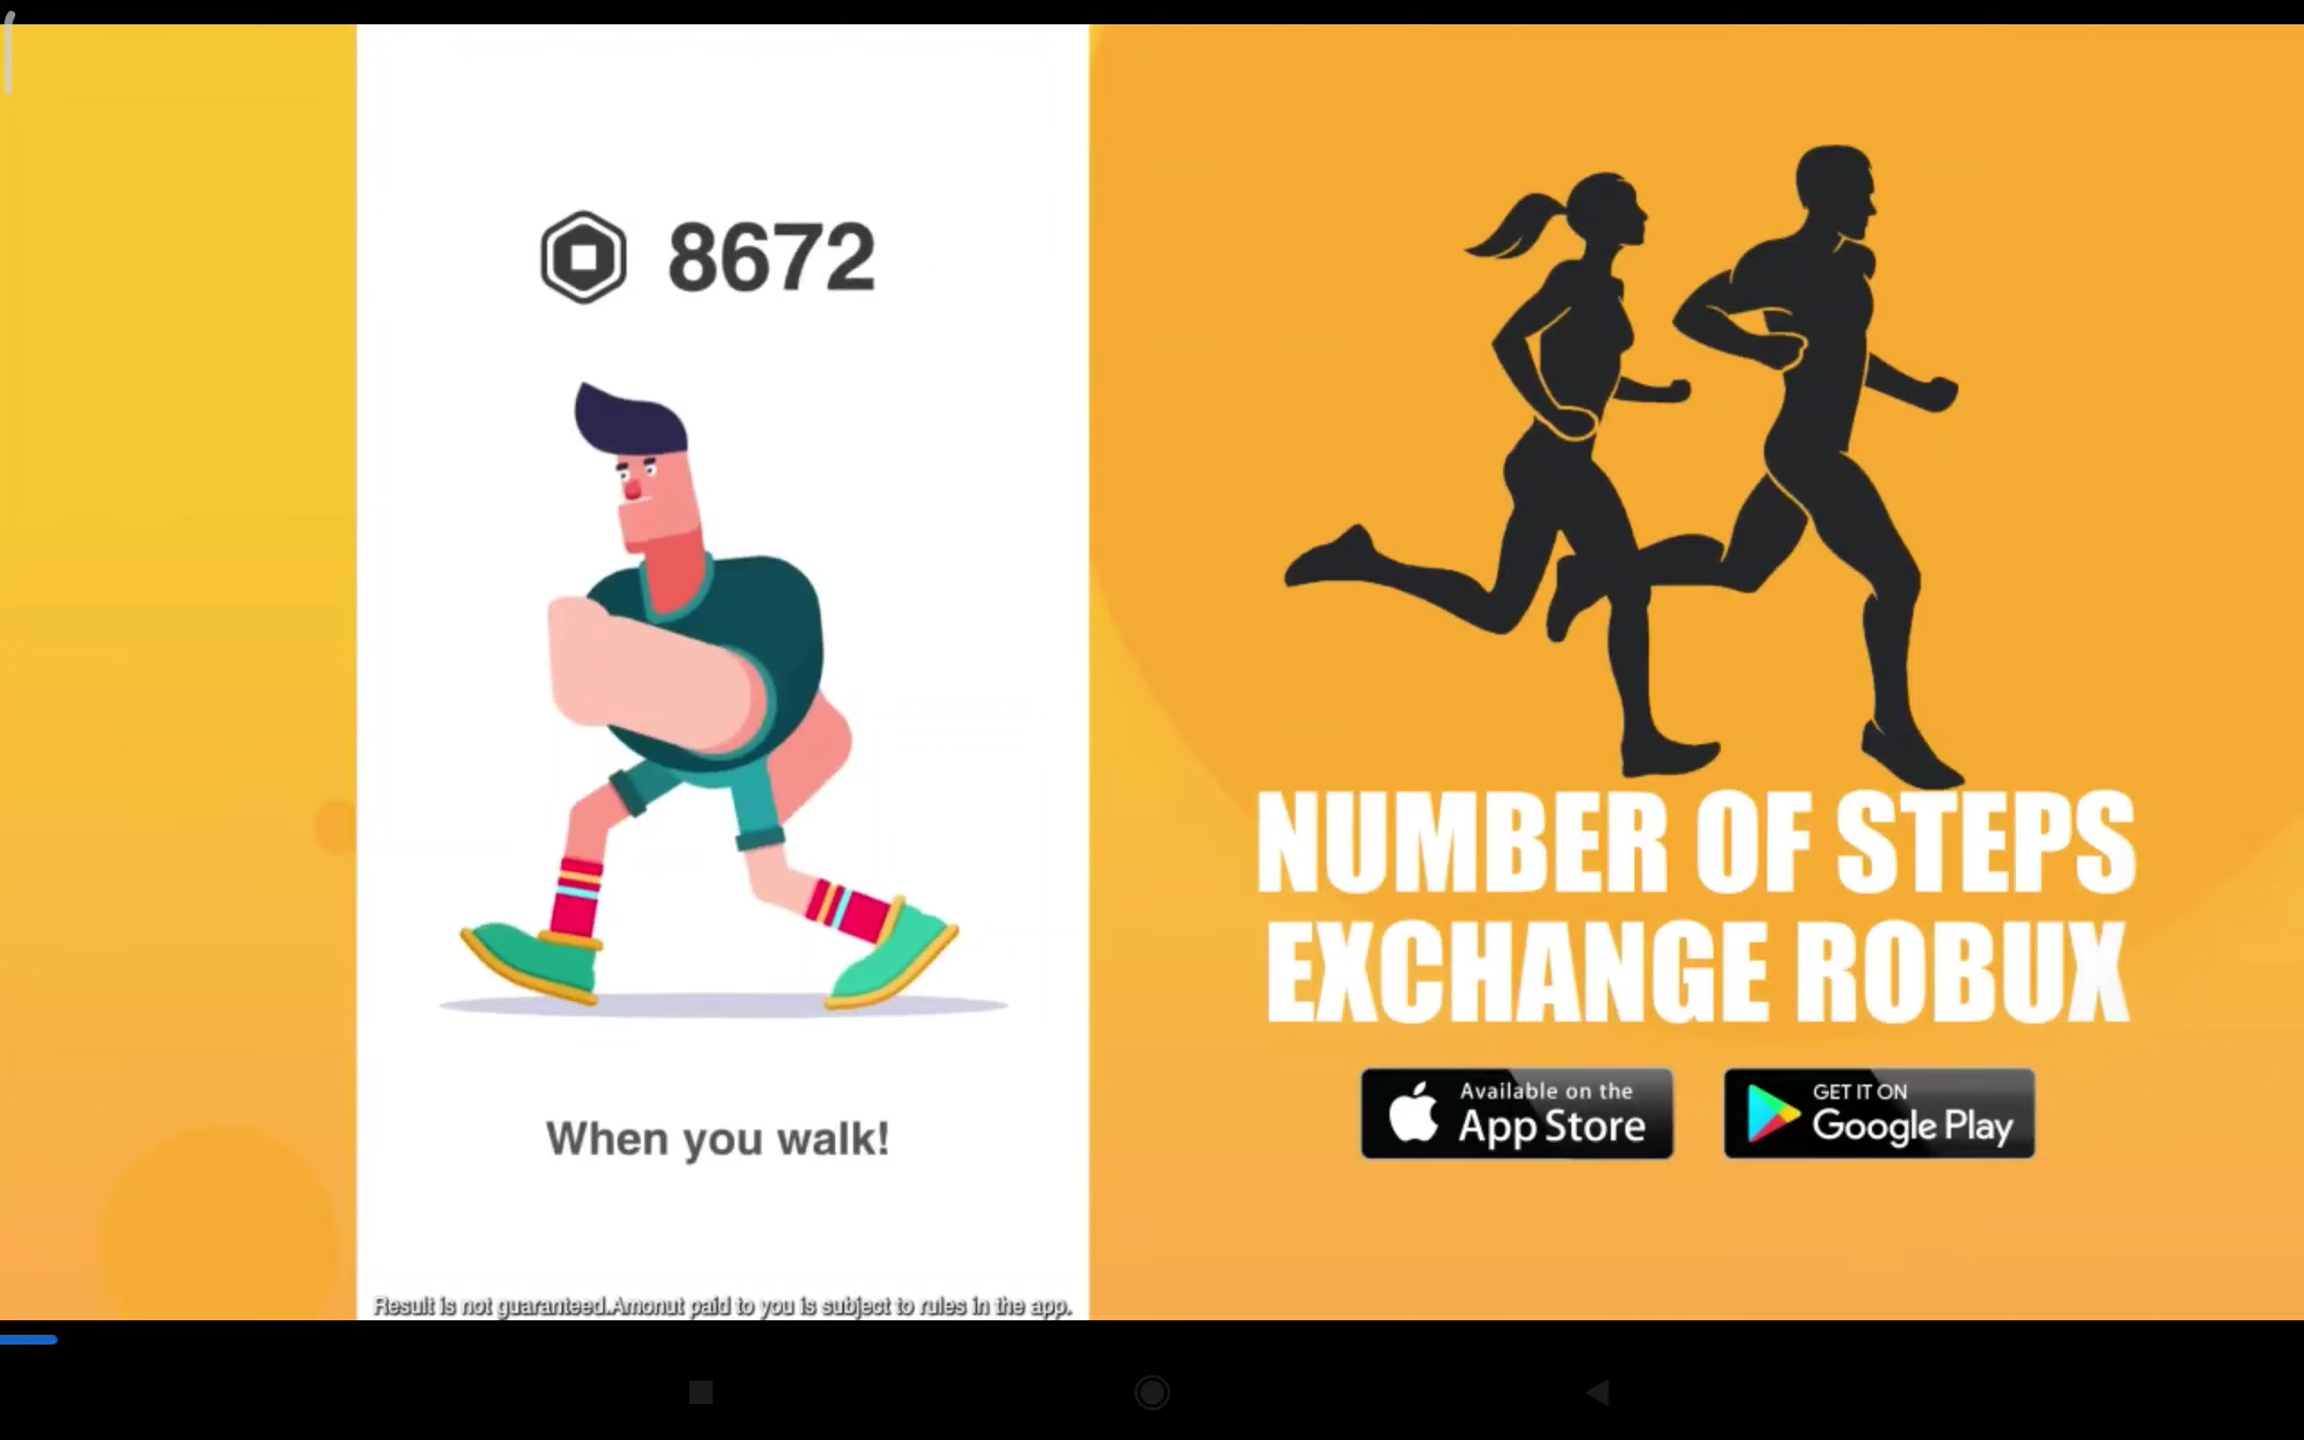 8672
When you walk!
Result is not guaranteed.Amonut paid to you is subject to rules in the app.
NUMBER OF STEPS
EXCHANGE ROBUX
Available on the
App Store
GET IT ON
Google Play